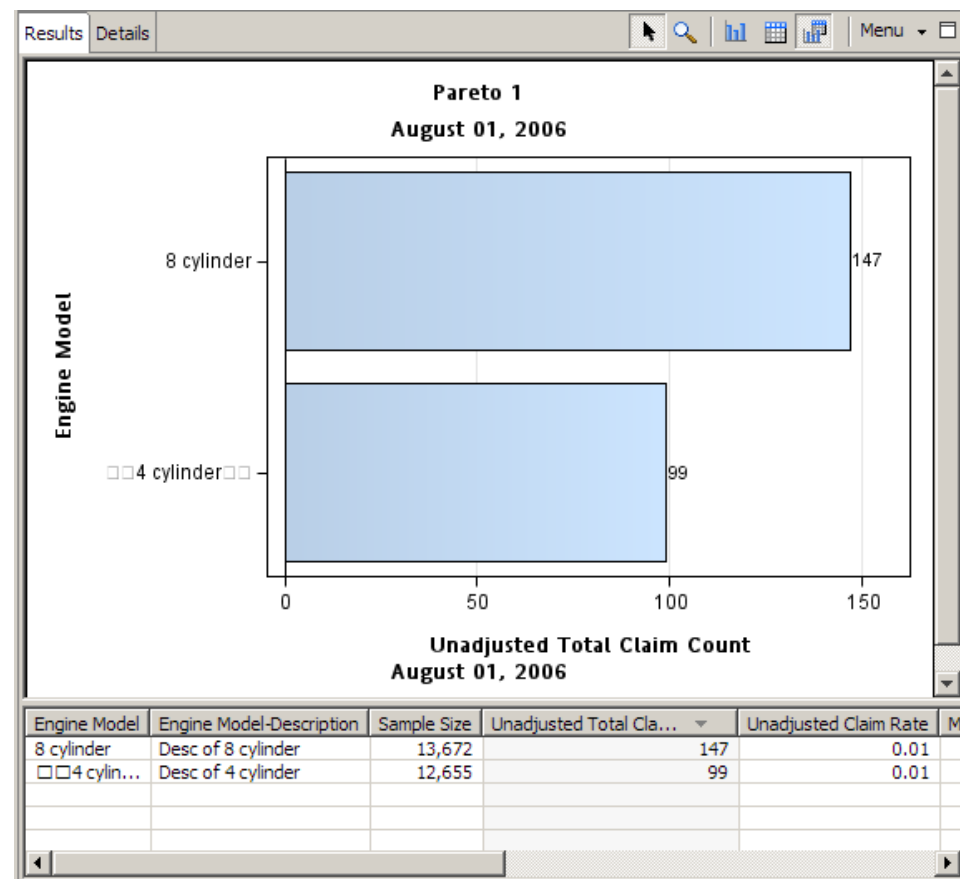 Results Details Menu
Pareto 1
August 01, 2006
Engine Model
8 cylinder
147
□□4 cylinder□□
99
0 50 100 150
Unadjusted Total Claim Count
August 01, 2006
Engine Model Engine Model-Description Sample Size Unadjusted Total Cla... Unadjusted Claim Rate M
8 cylinder Desc of 8 cylinder 13,672 147 0.01
□□4 cylin... Desc of 4 cylinder 12,655 99 0.01